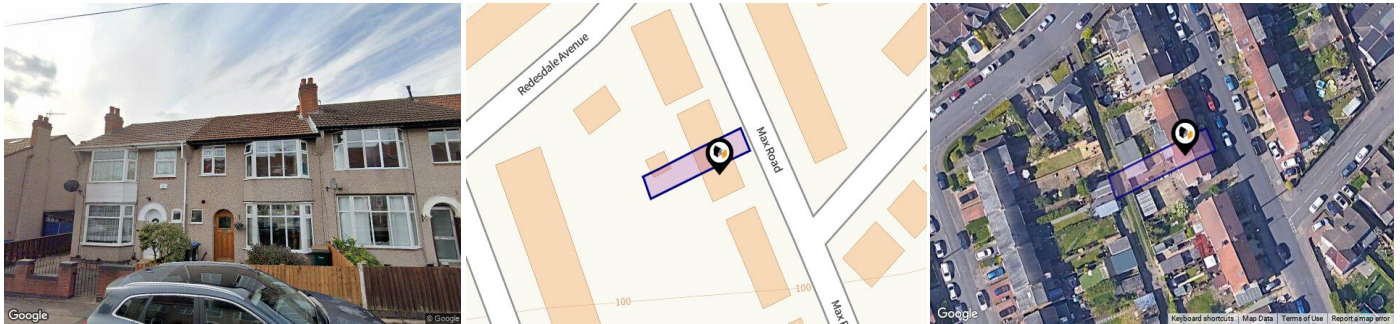 Google
© Google
Redesdale Avenue
Max Road
100
100
Max R
Google
Keyboard shortcuts
Map Data
Terms of Use
Report a map error